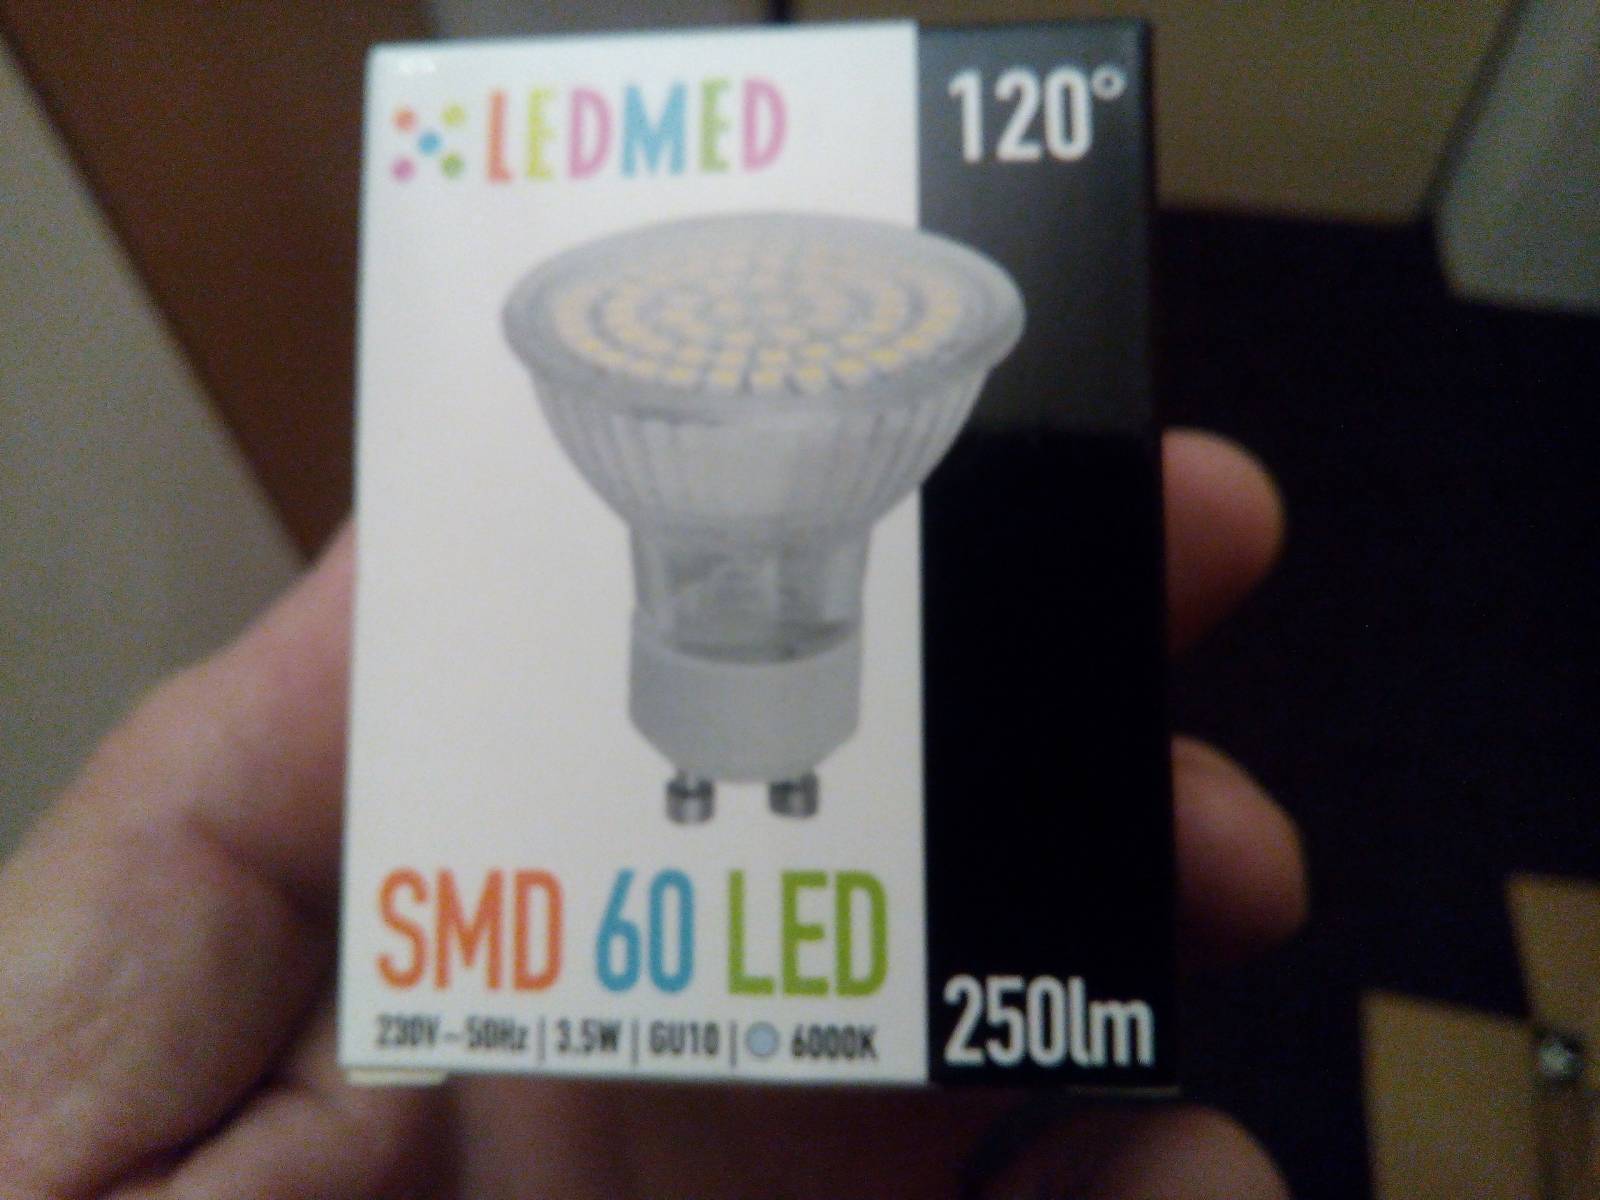 LEDMED
120°
SMD 60 LED
230V~50Hz | 3.5W | GU10 | 6000K
250lm